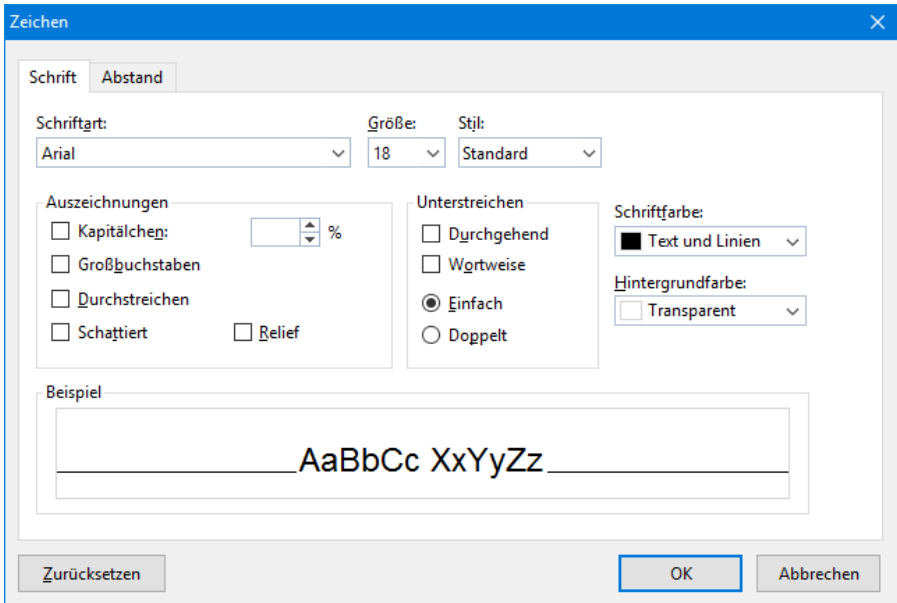 Zeichen
Schrift Abstand
Schriftart: Größe: Stil:
Arial 18 Standard
Auszeichnungen Unterstreichen
Schriftfarbe:
Kapitälchen: % Durchgehend
Text und Linien
Großbuchstaben Wortweise
Hintergrundfarbe:
Durchstreichen Einfach
Transparent
Schattiert Relief Doppelt
Beispiel
AaBbCc XxYyZz
Zurücksetzen OK Abbrechen